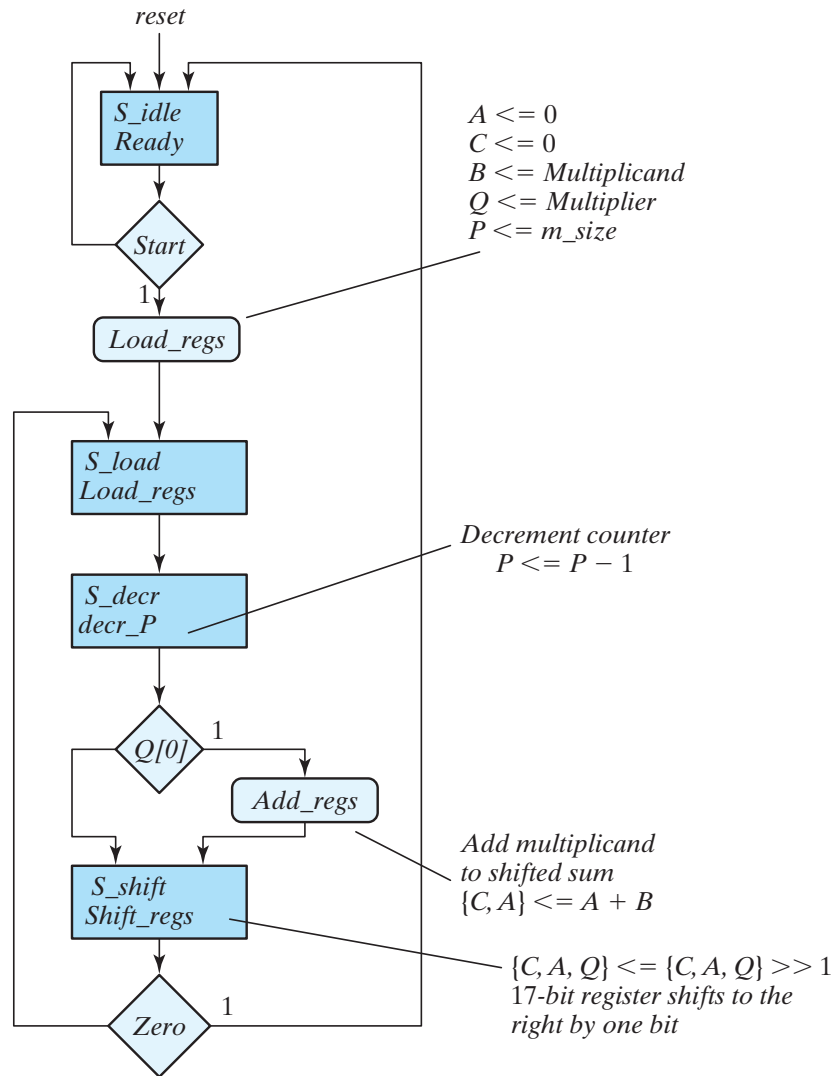 reset
S_idle
Ready
A <= 0
C <= 0
B <= Multiplicand
Q <= Multiplier
P <= m_size
Start
1
Load_regs
S_load
Load_regs
Decrement counter
P <= P − 1
S_decr
decr_P
Q[0]
1
Add_regs
Add multiplicand
to shifted sum
{C, A} <= A + B
S_shift
Shift_regs
{C, A, Q} <= {C, A, Q} >> 1
17-bit register shifts to the
right by one bit
Zero
1